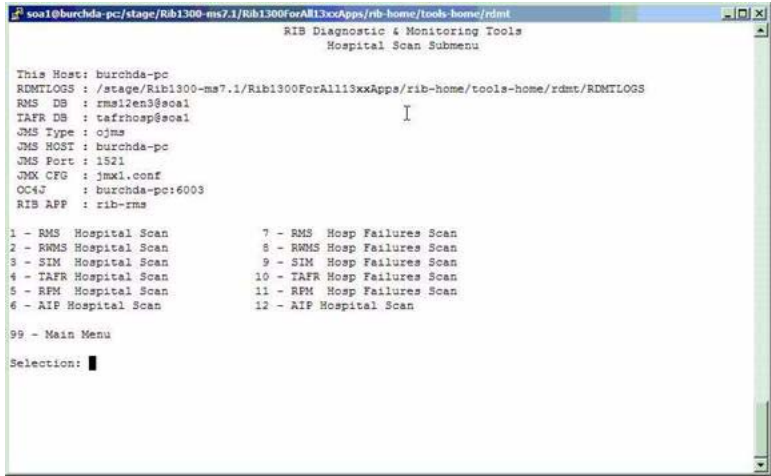 soa1@burchda-pc:/stage/Rib1300-ms7.1/Rib1300ForAll13xxApps/rib-home/tools-home/rdmt
RIB Diagnostic & Monitoring Tools
Hospital Scan Submenu
This Host: burchda-pc
RDMTLOGS : /stage/Rib1300-ms7.1/Rib1300ForAll13xxApps/rib-home/tools-home/rdmt/RDMTLOGS
RMS  DB  : rms12en3@soa1
TAFR DB  : tafrhosp@soa1
JMS Type : ojms
JMS HOST : burchda-pc
JMS Port : 1521
JMX CFG  : jmx1.conf
OC4J     : burchda-pc:6003
RIB APP  : rib-rms
1 - RMS  Hospital Scan  7 - RMS  Hosp Failures Scan
2 - RWMS Hospital Scan  8 - RWMS Hosp Failures Scan
3 - SIM  Hospital Scan  9 - SIM  Hosp Failures Scan
4 - TAFR Hospital Scan  10 - TAFR Hosp Failures Scan
5 - RPM  Hospital Scan  11 - RPM  Hosp Failures Scan
6 - AIP Hospital Scan  12 - AIP Hospital Scan
99 - Main Menu
Selection: